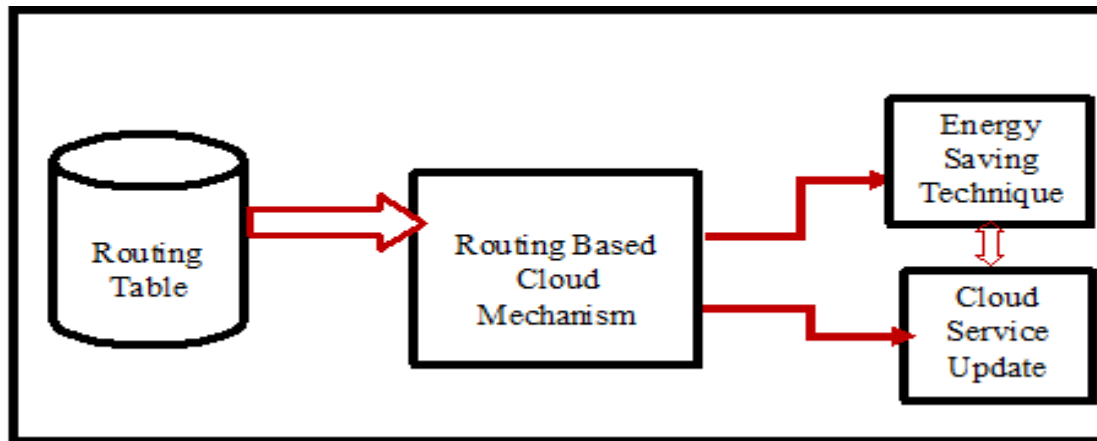 Routing
Table
Routing Based
Cloud
Mechanism
Energy
Saving
Technique
Cloud
Service
Update